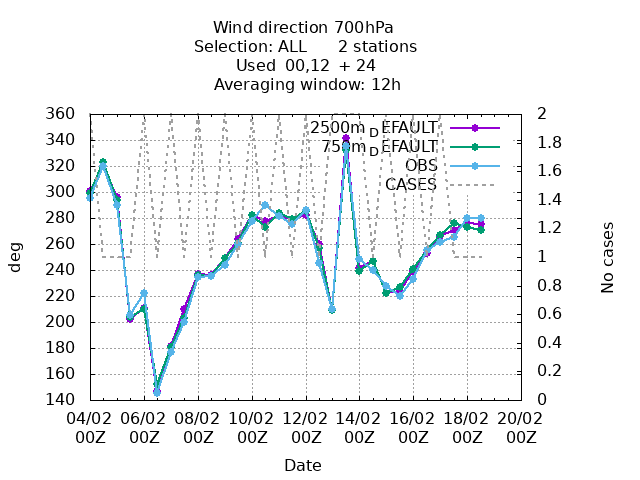 Wind direction 700hPa
Selection: ALL 2 stations
Used 00,12 + 24
Averaging window: 12h
360
340
320
300
280
260
240
220
200
180
160
140
deg
2
1.8
1.6
1.4
1.2
1
0.8
0.6
0.4
0.2
0
No cases
2500m DEFAULT
750m DEFAULT
OBS
CASES
04/02 06/02 08/02 10/02 12/02 14/02 16/02 18/02 20/02
00Z 00Z 00Z 00Z 00Z 00Z 00Z 00Z 00Z
Date